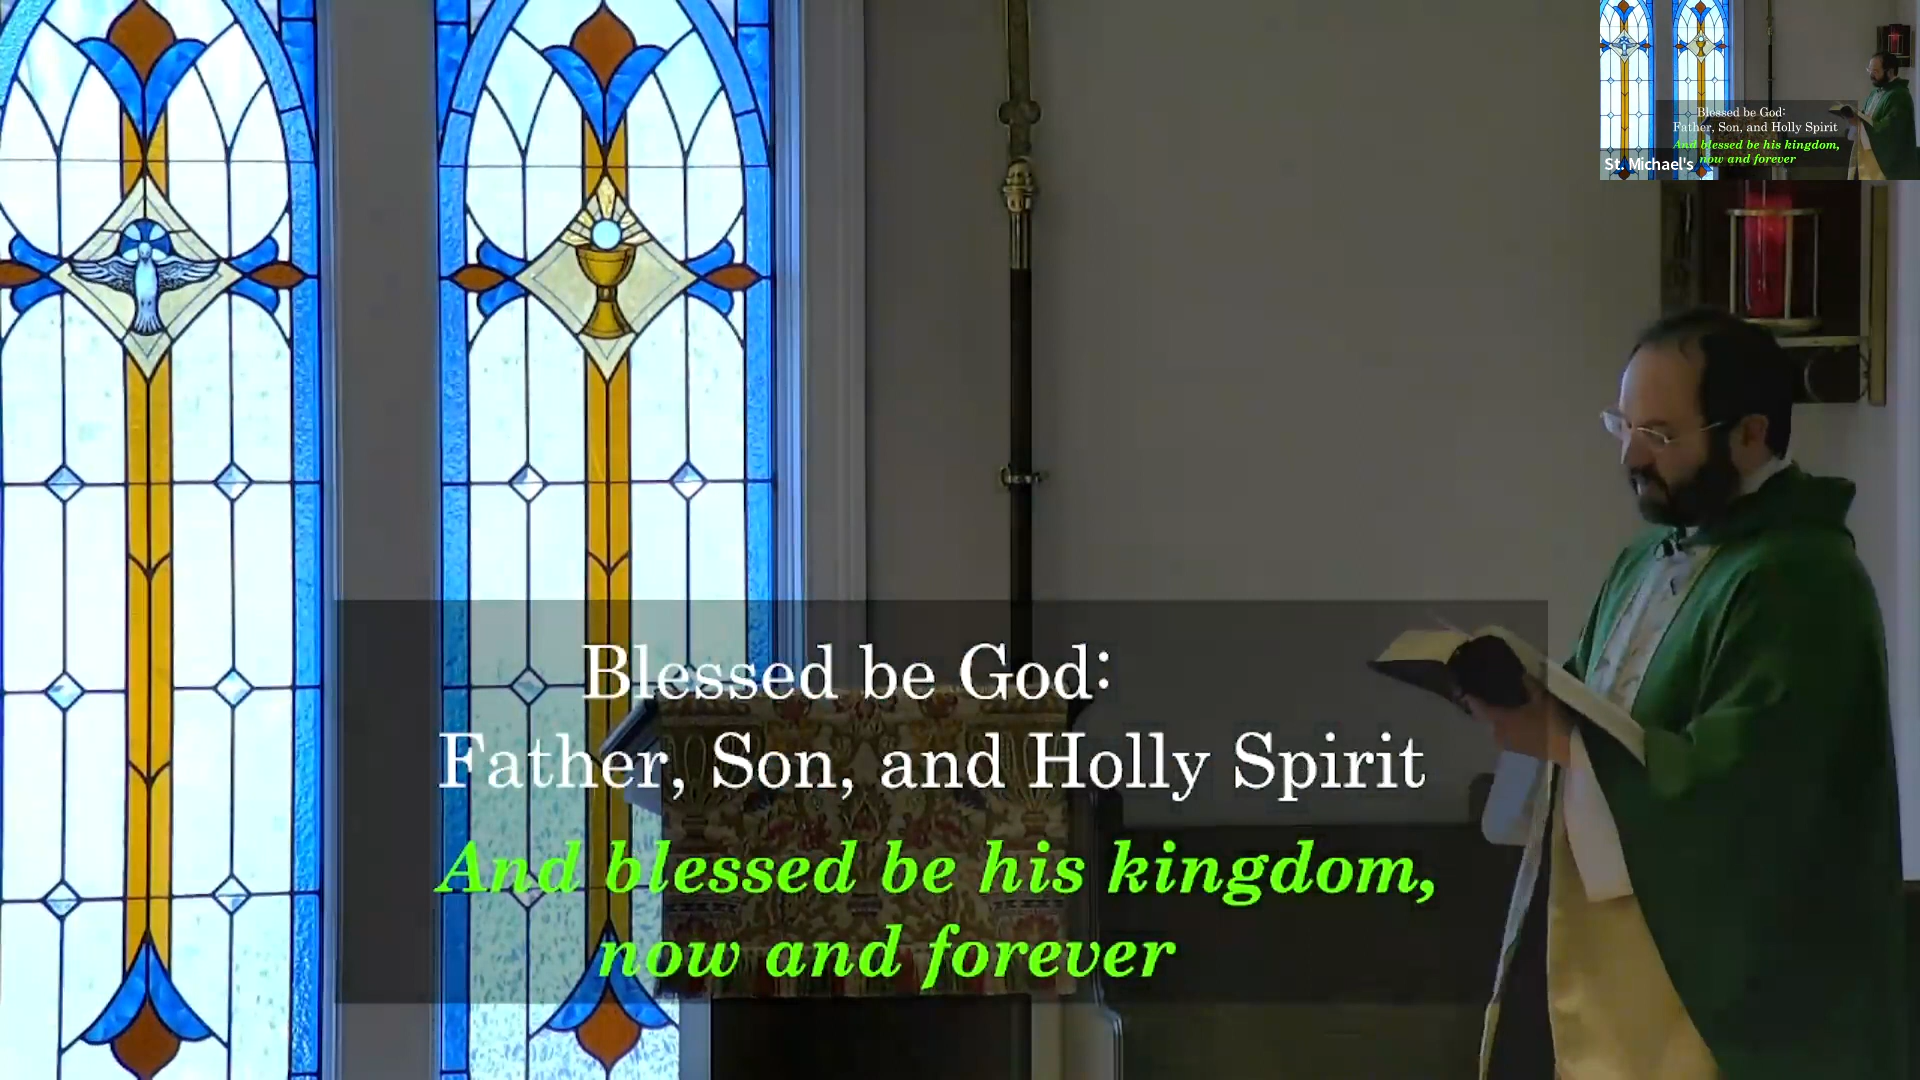 Blessed be God:
Father, Son, and Holly Spirit
And blessed be his kingdom,
now and forever
Blessed be God:
Father, Son, and Holly Spirit
And blessed be his kingdom,
now and forever
St. Michael's